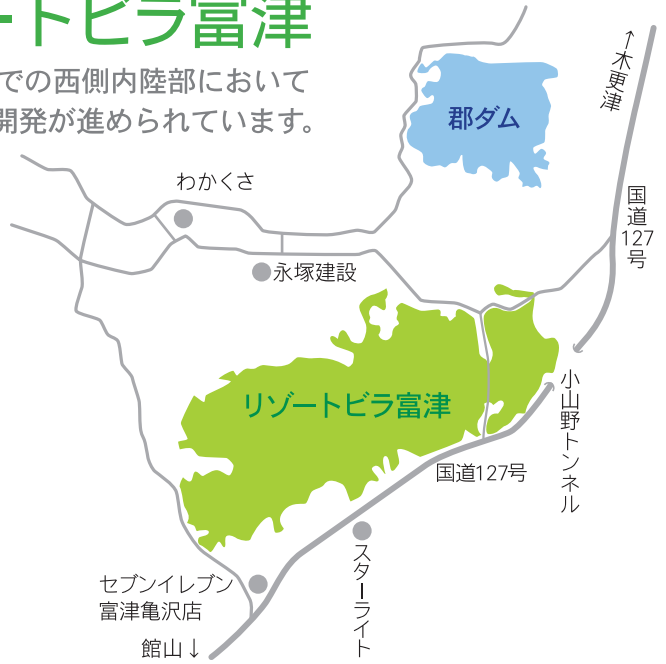 ートビラ富津
での西側内陸部において
開発が進められています。
↑木更津
郡ダム
わかくさ
国道127号
永塚建設
リゾートビラ富津
小山野トンネル
国道127号
スターライト
セブンイレブン
富津亀沢店
館山↓